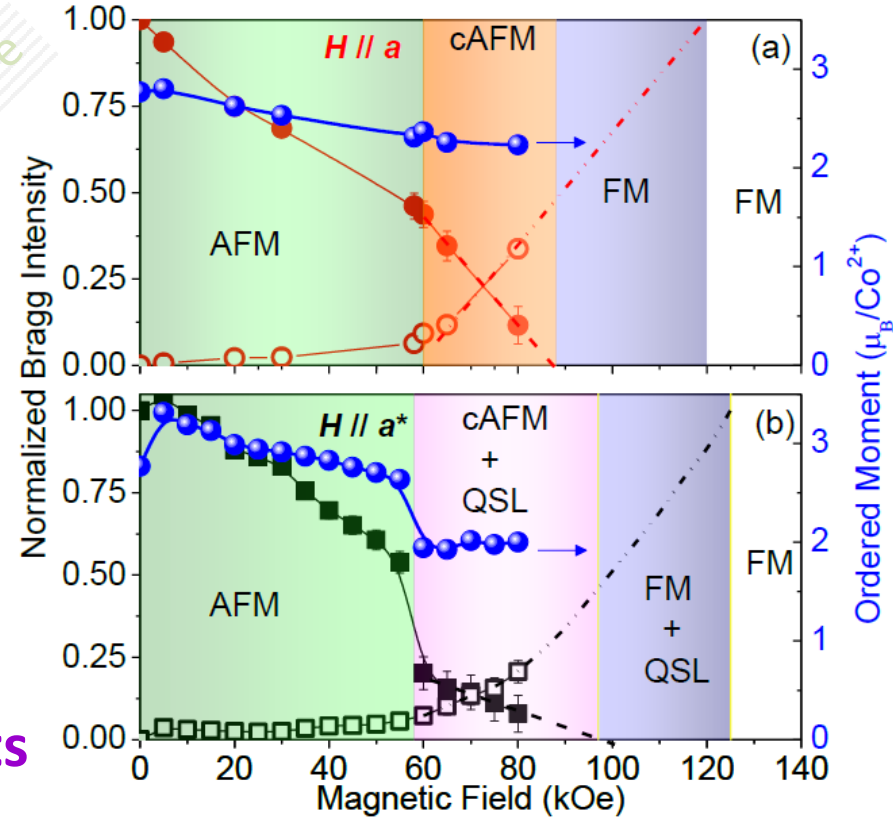 1.00
0.75
0.50
0.25
0.00
H // a
cAFM
(a)
AFM
FM
FM
3
2
1
0
1.00
0.75
0.50
0.25
0.00
H // a*
cAFM
+
QSL
(b)
AFM
FM
+
QSL
FM
3
2
1
0
0 20 40 60 80 100 120 140
Magnetic Field (kOe)
Normalized Bragg Intensity
Ordered Moment (μB/Co2+)
ts
e